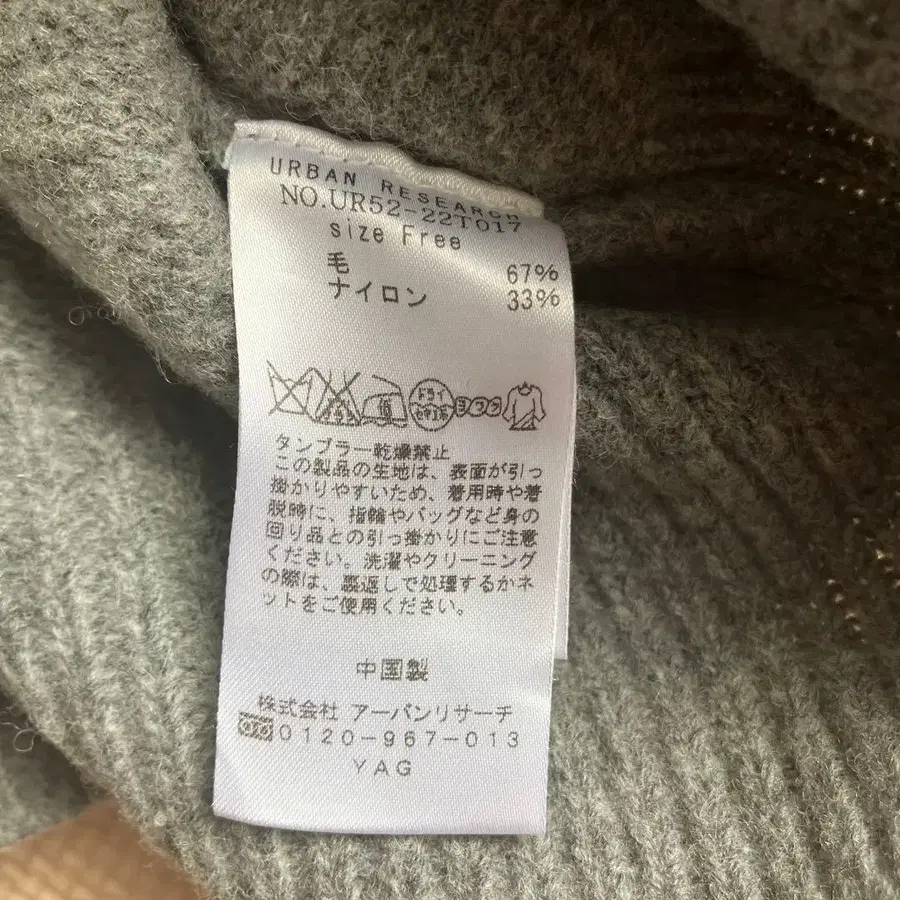 URBAN RESEARCH
NO.UR52-22T017
size Free
毛 67%
ナイロン 33%
ドライ
ヨワク
タンブラー乾燥禁止
この製品の生地は、表面が引っ
掛かりやすいため、着用時や着
脱時に、指輪やバッグなど身の
回り品との引っ掛かりにご注意
ください。洗濯やクリーニング
の際は、裏返しで処理するかネ
ットをご使用ください。
中国製
株式会社 アーバンリサーチ
0120-967-013
YAG